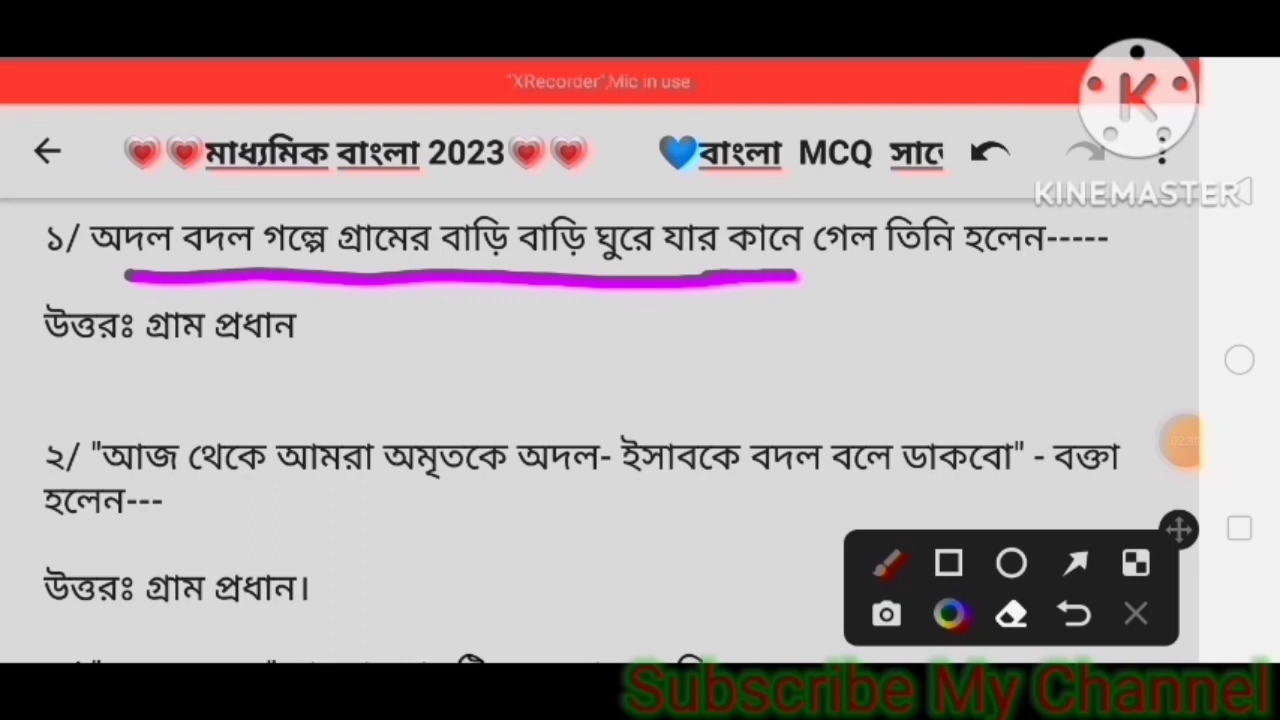 "XRecorder",Mic in use
মাধ্যমিক বাংলা 2023 বাংলা MCQ সাে
KINEMASTER
১/ অদল বদল গল্পে গ্রামের বাড়ি বাড়ি ঘুরে যার কানে গেল তিনি হলেন-----
উত্তরঃ গ্রাম প্রধান
২/ "আজ থেকে আমরা অমৃতকে অদল- ইসাবকে বদল বলে ডাকবো" - বক্তা
হলেন---
উত্তরঃ গ্রাম প্রধান।
Subscribe My Channel